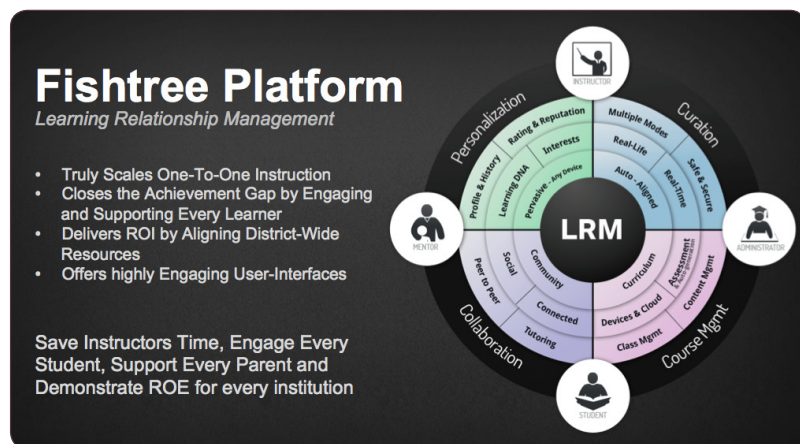 Fishtree Platform
Learning Relationship Management
• Truly Scales One-To-One Instruction
• Closes the Achievement Gap by Engaging
and Supporting Every Learner
• Delivers ROI by Aligning District-Wide
Resources
• Offers highly Engaging User-Interfaces
Save Instructors Time, Engage Every
Student, Support Every Parent and
Demonstrate ROE for every institution
INSTRUCTOR
Personalization
Rating & Reputation
Profile & History
Interests
Learning DNA
Pervasive - Any Device
Curation
Multiple Modes
Safe & Secure
Real-Life
Real-Time
Auto - Aligned
MENTOR
LRM
ADMINISTRATOR
Collaboration
Peer to Peer
Social
Community
Connected
Tutoring
Course Mgmt
Curriculum
Assessment
& Auto-generation
Content Mgmt
Devices & Cloud
Class Mgmt
STUDENT